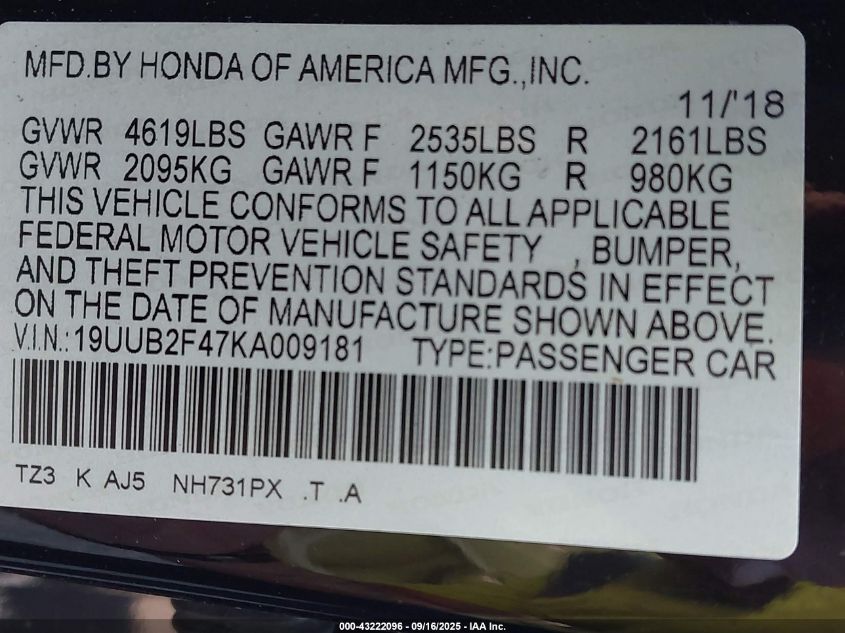 MFD.BY HONDA OF AMERICA MFG.,INC.
11/'18
GVWR 4619LBS GAWR F 2535LBS R 2161LBS
GVWR 2095KG GAWR F 1150KG R 980KG
THIS VEHICLE CONFORMS TO ALL APPLICABLE
FEDERAL MOTOR VEHICLE SAFETY , BUMPER,
AND THEFT PREVENTION STANDARDS IN EFFECT
ON THE DATE OF MANUFACTURE SHOWN ABOVE.
V.I.N.:19UUB2F47KA009181 TYPE:PASSENGER CAR
TZ3 K AJ5 NH731PX .T .A
000-43222096 - 09/16/2025 - IAA Inc.